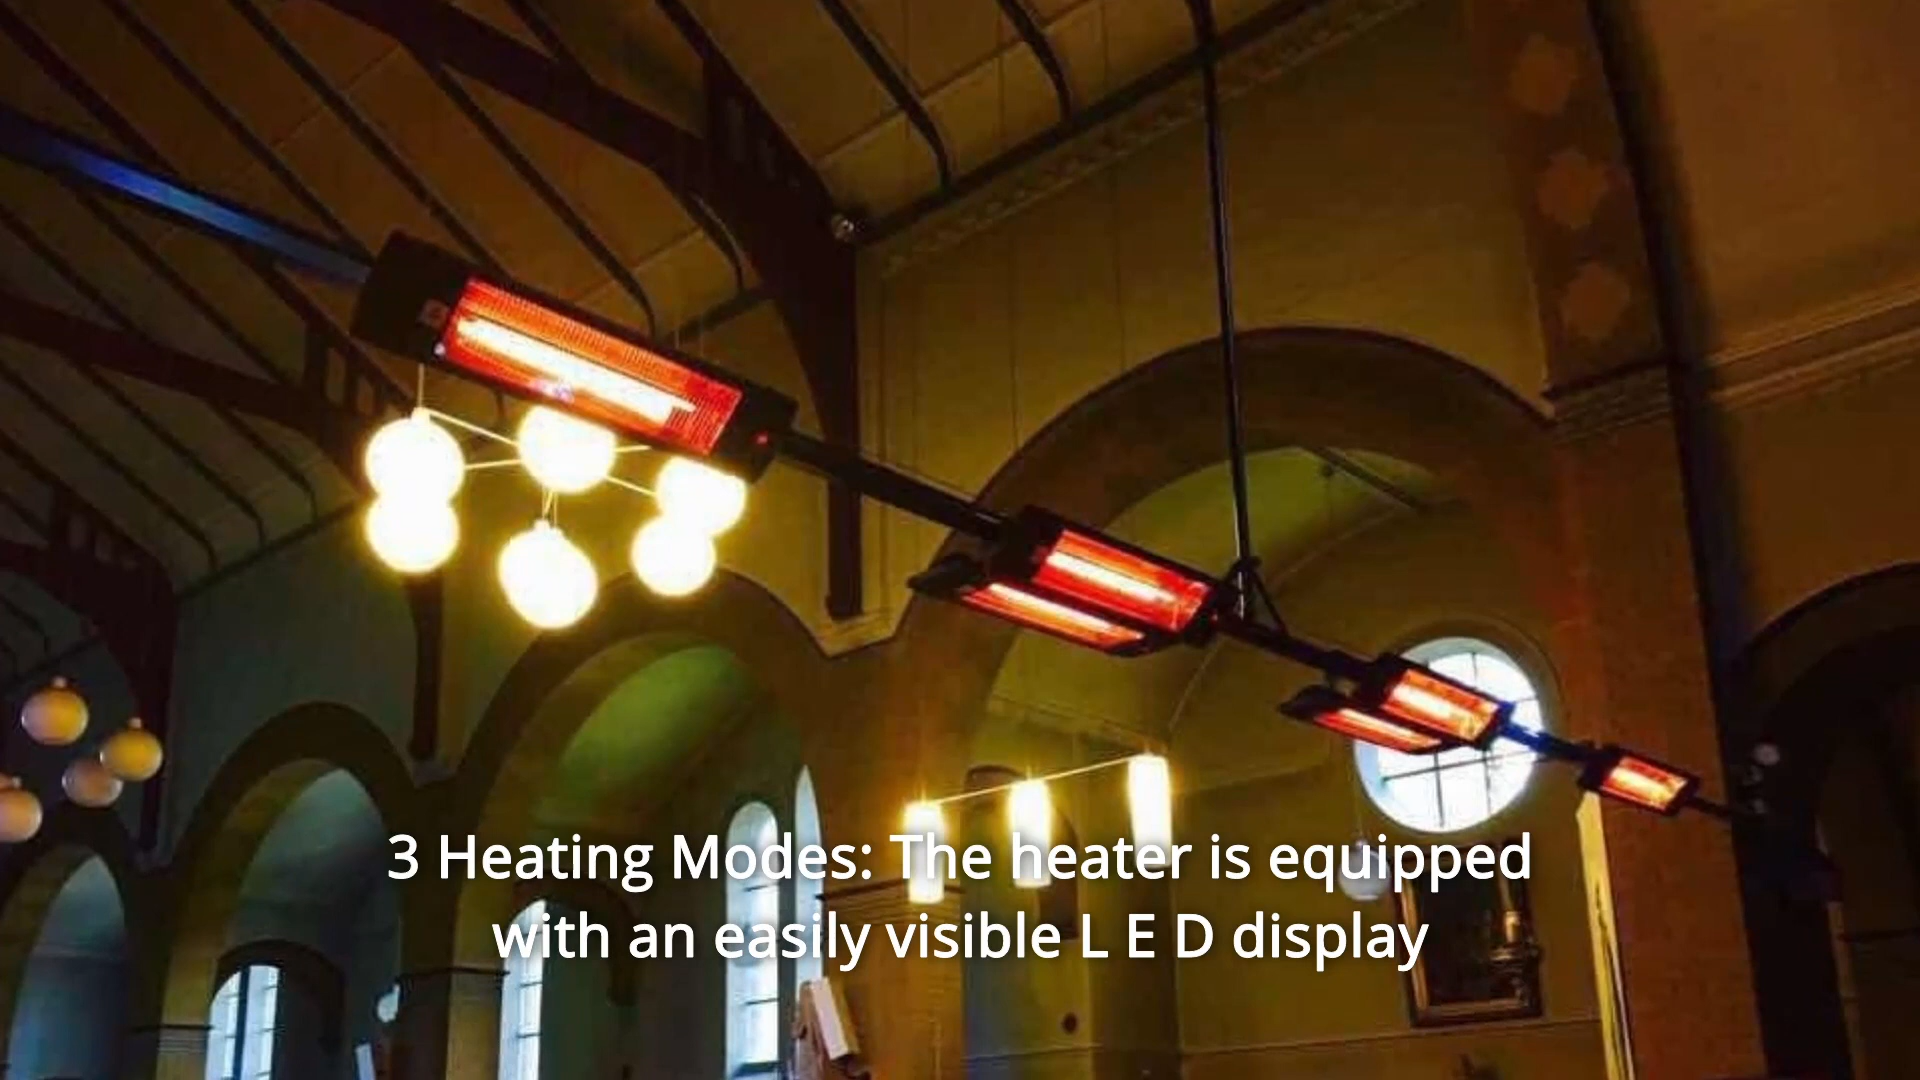 3 Heating Modes: The heater is equipped
with an easily visible L E D display